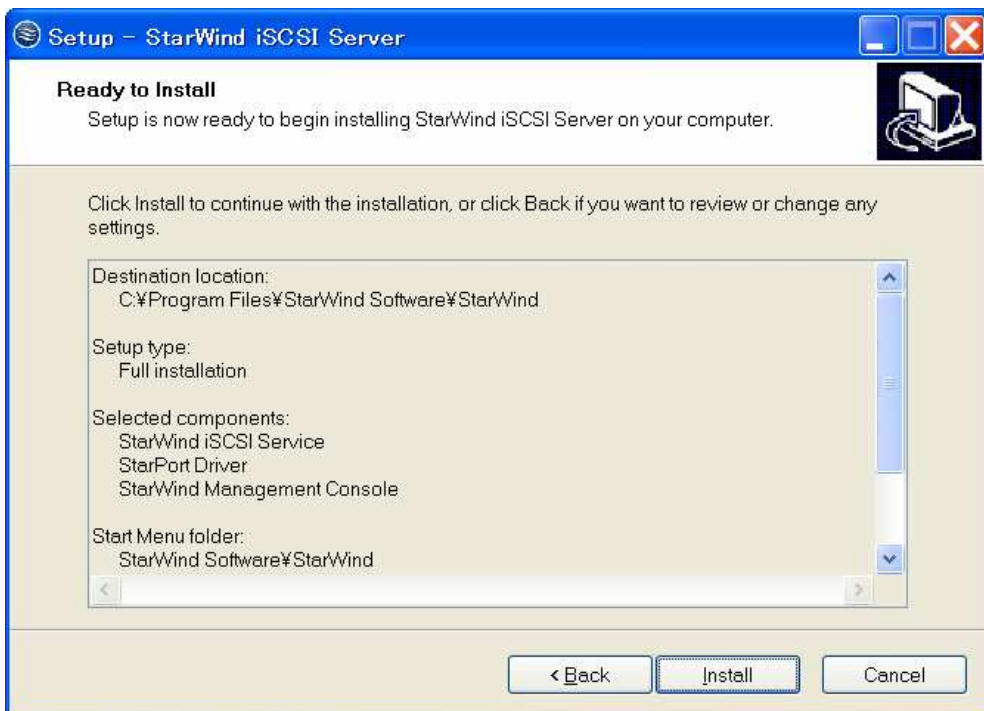 Setup - StarWind iSCSI Server
Ready to Install
Setup is now ready to begin installing StarWind iSCSI Server on your computer.
Click Install to continue with the installation, or click Back if you want to review or change any
settings.
Destination location:
C:¥Program Files¥StarWind Software¥StarWind
Setup type:
Full installation
Selected components:
StarWind iSCSI Service
StarPort Driver
StarWind Management Console
Start Menu folder:
StarWind Software¥StarWind
< Back Install Cancel